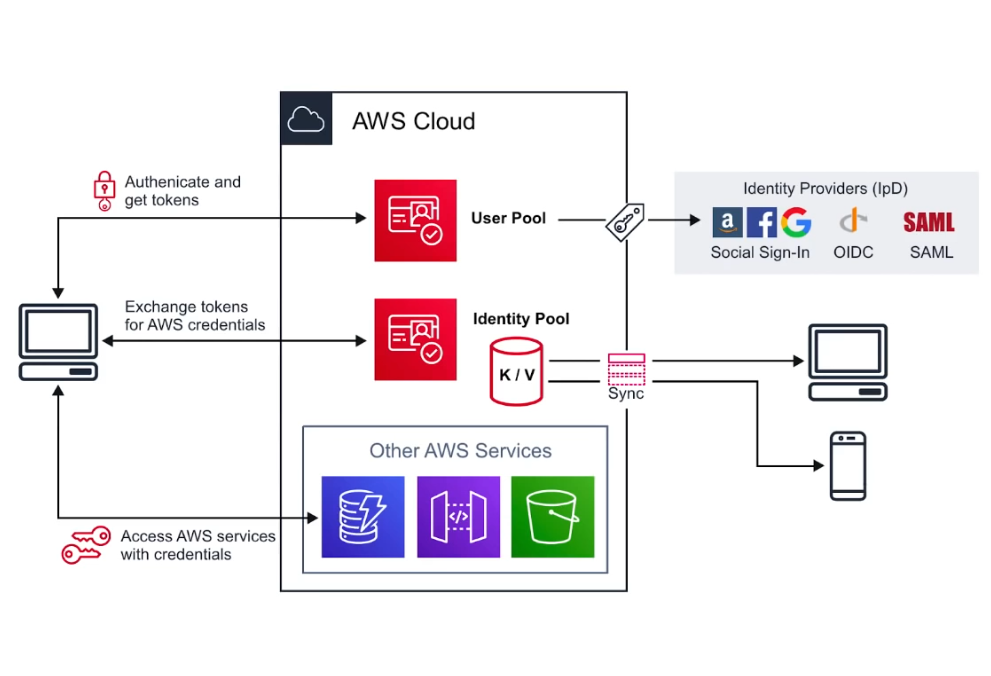 AWS Cloud
Authenicate and
get tokens
User Pool
Identity Providers (IpD)
a f G
SAML
Social Sign-In
OIDC
SAML
Exchange tokens
for AWS credentials
Identity Pool
K / V
Sync
Other AWS Services
</>
Access AWS services
with credentials